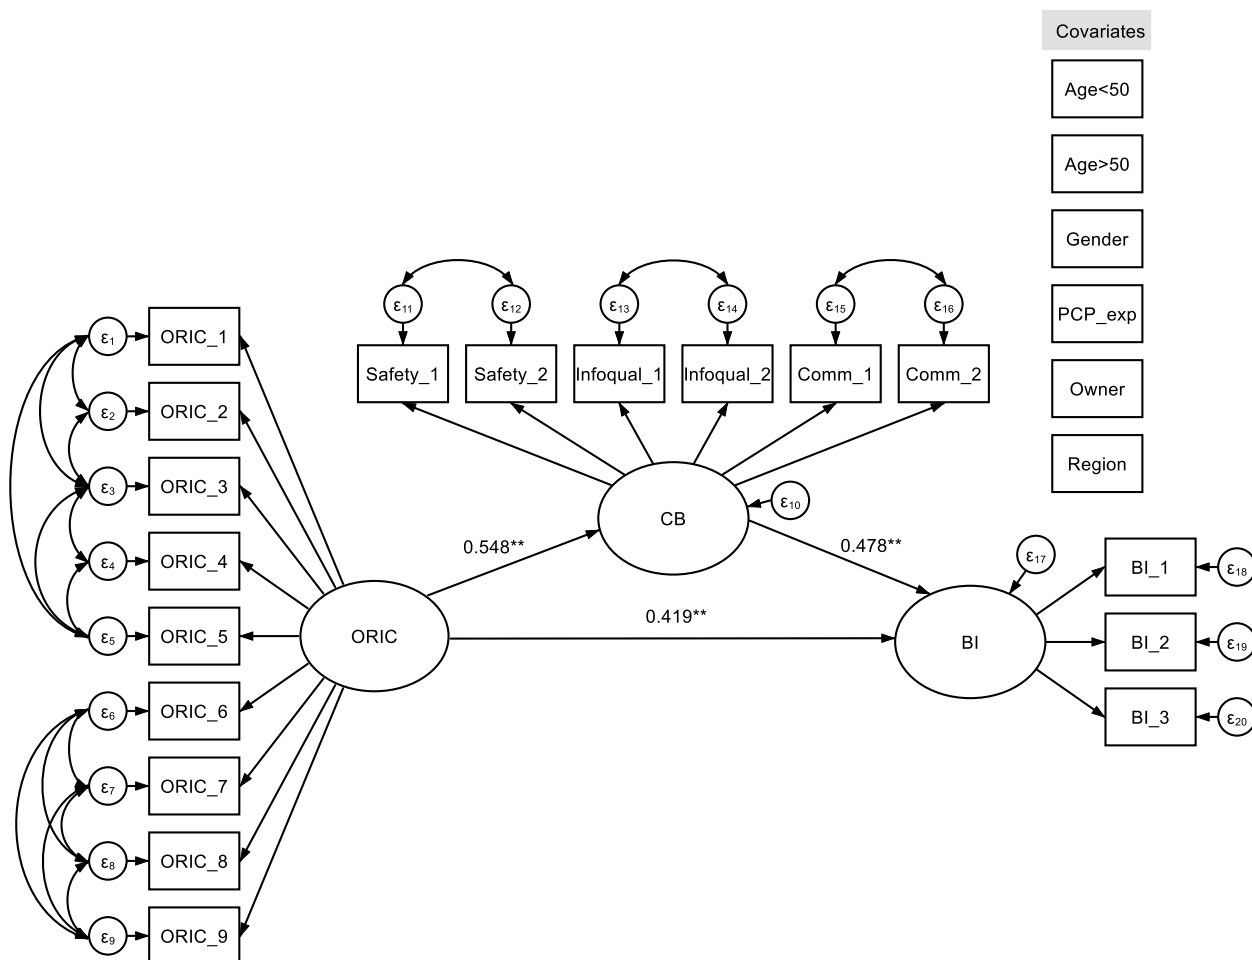 Covariates
Age<50
Age>50
Gender
PCP_exp
Owner
Region
ε11
ε12
ε13
ε14
ε15
ε16
Safety_1
Safety_2
Infoqual_1
Infoqual_2
Comm_1
Comm_2
ε1
ORIC_1
ε2
ORIC_2
ε3
ORIC_3
ε4
ORIC_4
ε5
ORIC_5
ε6
ORIC_6
ε7
ORIC_7
ε8
ORIC_8
ε9
ORIC_9
ORIC
0.548**
CB
ε10
0.478**
0.419**
ε17
BI
BI_1
ε18
BI_2
ε19
BI_3
ε20